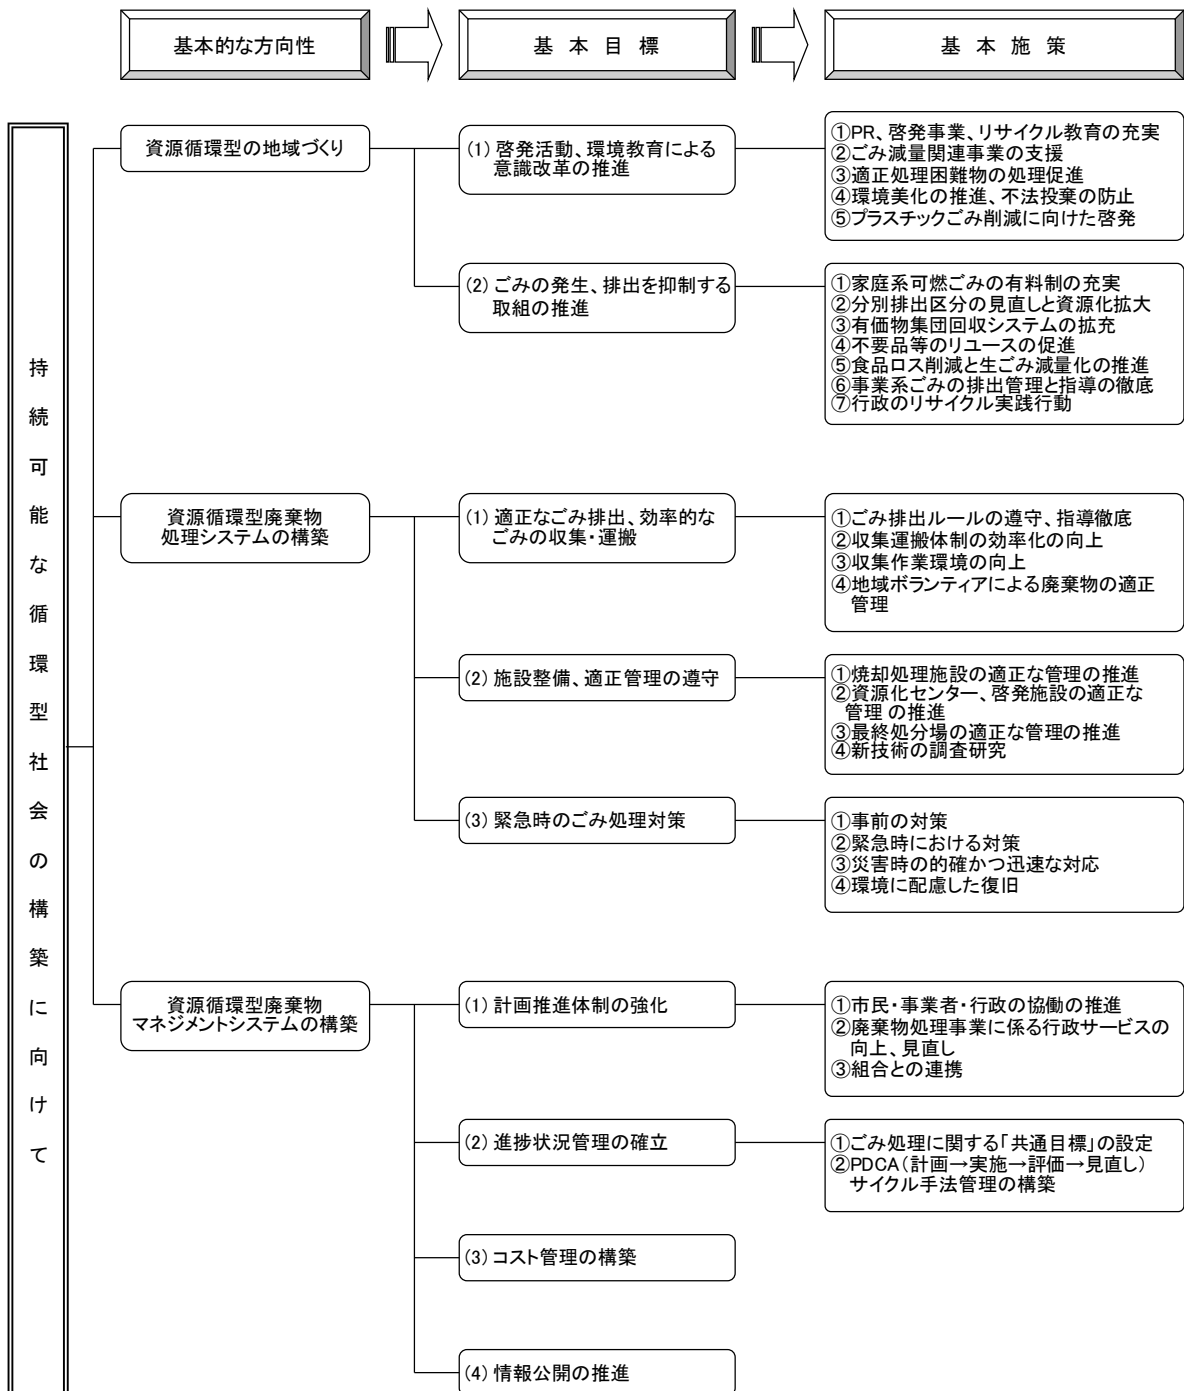 基本的な方向性
基本目標
基本施策
持続可能な循環型社会の構築に向けて
資源循環型の地域づくり
(1) 啓発活動、環境教育による
意識改革の推進
①PR、啓発事業、リサイクル教育の充実
②ごみ減量関連事業の支援
③適正処理困難物の処理促進
④環境美化の推進、不法投棄の防止
⑤プラスチックごみ削減に向けた啓発
(2) ごみの発生、排出を抑制する
取組の推進
①家庭系可燃ごみの有料制の充実
②分別排出区分の見直しと資源化拡大
③有価物集団回収システムの拡充
④不要品等のリユースの促進
⑤食品ロス削減と生ごみ減量化の推進
⑥事業系ごみの排出管理と指導の徹底
⑦行政のリサイクル実践行動
資源循環型廃棄物
処理システムの構築
(1) 適正なごみ排出、効率的な
ごみの収集・運搬
①ごみ排出ルールの遵守、指導徹底
②収集運搬体制の効率化の向上
③収集作業環境の向上
④地域ボランティアによる廃棄物の適正
管理
(2) 施設整備、適正管理の遵守
①焼却処理施設の適正な管理の推進
②資源化センター、啓発施設の適正な
管理 の推進
③最終処分場の適正な管理の推進
④新技術の調査研究
(3) 緊急時のごみ処理対策
①事前の対策
②緊急時における対策
③災害時の的確かつ迅速な対応
④環境に配慮した復旧
資源循環型廃棄物
マネジメントシステムの構築
(1) 計画推進体制の強化
①市民・事業者・行政の協働の推進
②廃棄物処理事業に係る行政サービスの
向上、見直し
③組合との連携
(2) 進捗状況管理の確立
①ごみ処理に関する「共通目標」の設定
②PDCA(計画→実施→評価→見直し)
サイクル手法管理の構築
(3) コスト管理の構築
(4) 情報公開の推進